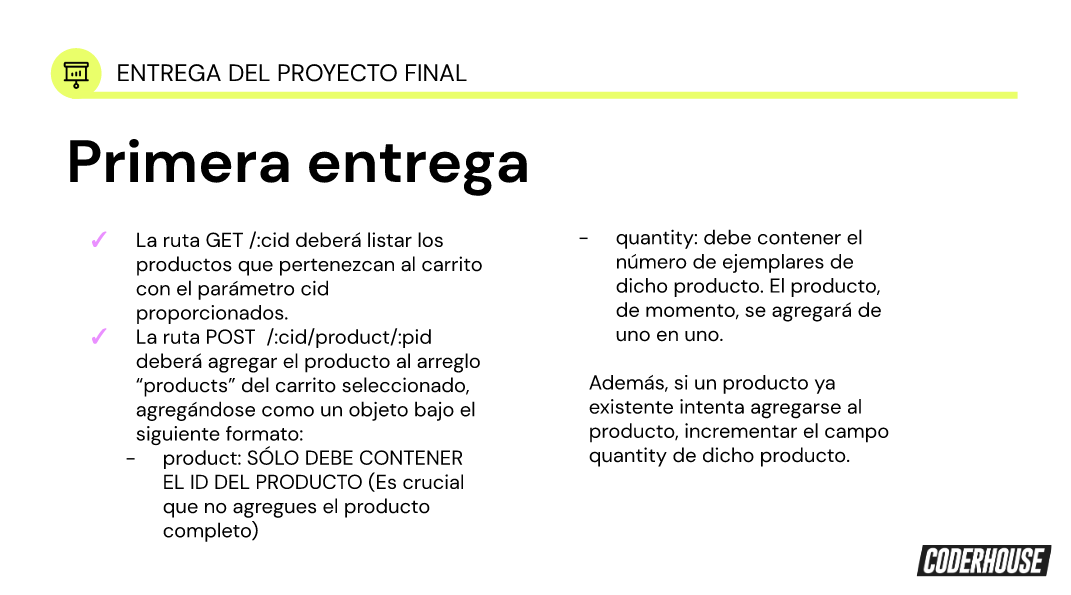 ENTREGA DEL PROYECTO FINAL
Primera entrega
✓ La ruta GET /:cid deberá listar los
productos que pertenezcan al carrito
con el parámetro cid
proporcionados.
✓ La ruta POST  /:cid/product/:pid
deberá agregar el producto al arreglo
“products” del carrito seleccionado,
agregándose como un objeto bajo el
siguiente formato:
- product: SÓLO DEBE CONTENER
EL ID DEL PRODUCTO (Es crucial
que no agregues el producto
completo)
- quantity: debe contener el
número de ejemplares de
dicho producto. El producto,
de momento, se agregará de
uno en uno.
Además, si un producto ya
existente intenta agregarse al
producto, incrementar el campo
quantity de dicho producto.
CODERHOUSE